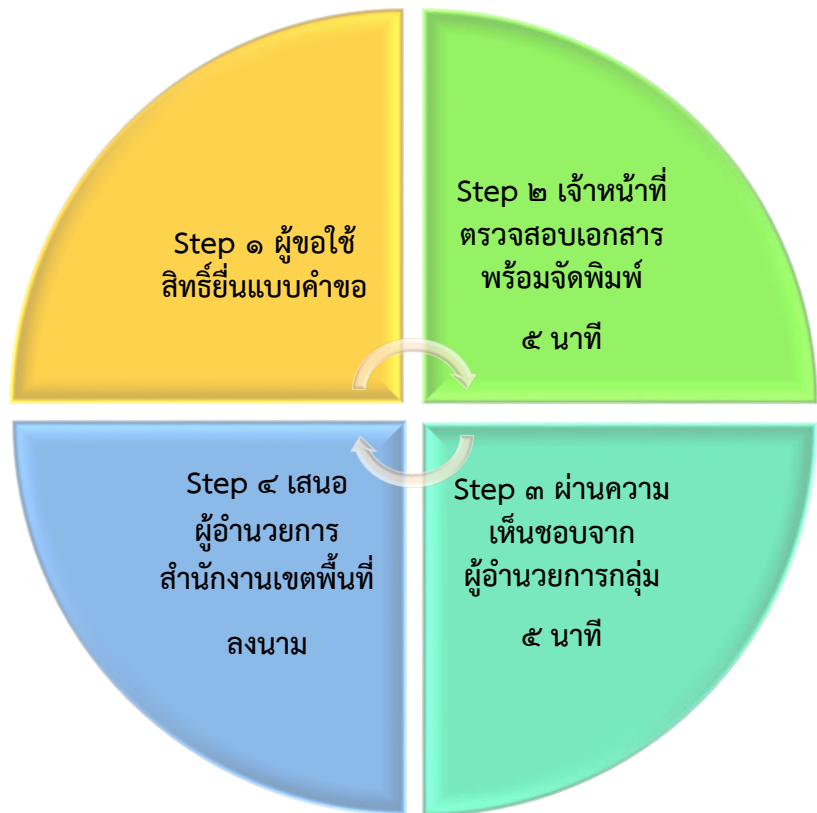 Step ๑ ผู้ขอใช้
สิทธิ์ยื่นแบบคำขอ
Step ๒ เจ้าหน้าที่
ตรวจสอบเอกสาร
พร้อมจัดพิมพ์
๕ นาที
Step ๓ ผ่านความ
เห็นชอบจาก
ผู้อำนวยการกลุ่ม
๕ นาที
Step ๔ เสนอ
ผู้อำนวยการ
สำนักงานเขตพื้นที่
ลงนาม